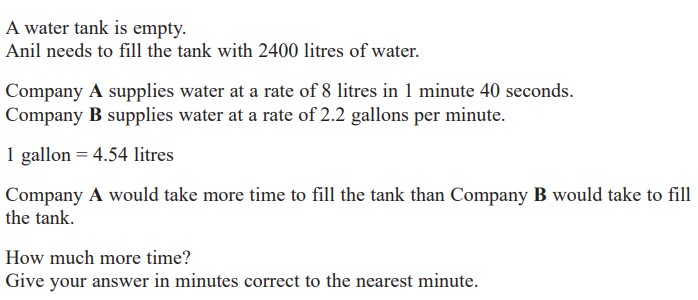 A water tank is empty.
Anil needs to fill the tank with 2400 litres of water.
Company A supplies water at a rate of 8 litres in 1 minute 40 seconds.
Company B supplies water at a rate of 2.2 gallons per minute.
1 gallon = 4.54 litres
Company A would take more time to fill the tank than Company B would take to fill
the tank.
How much more time?
Give your answer in minutes correct to the nearest minute.